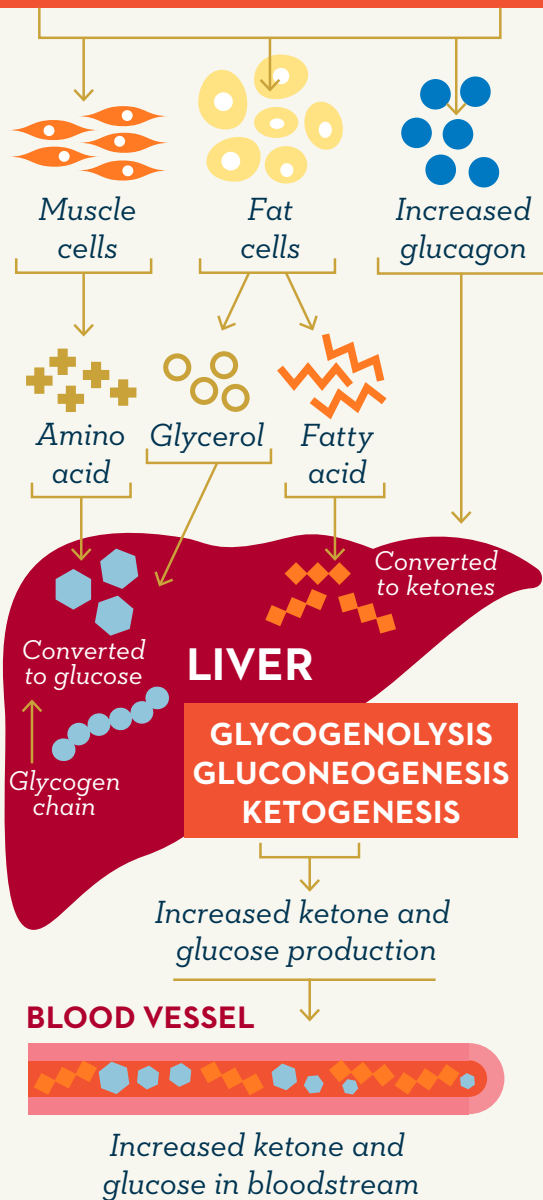 Muscle
cells
Fat
cells
Increased
glucagon
Amino
acid
Glycerol
Fatty
acid
Converted
to ketones
Converted
to glucose
LIVER
Glycogen
chain
GLYCOGENOLYSIS
GLUCONEOGENESIS
KETOGENESIS
Increased ketone and
glucose production
BLOOD VESSEL
Increased ketone and
glucose in bloodstream